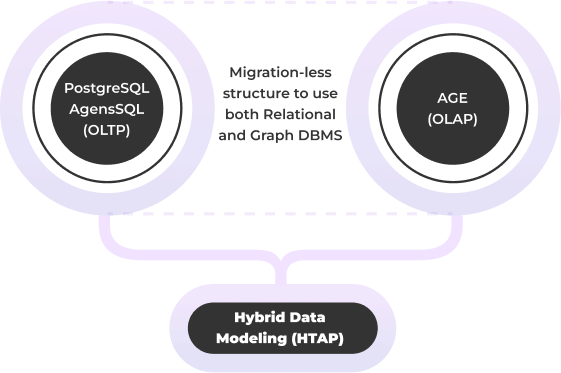 PostgreSQL
AgensSQL
(OLTP)
Migration-less
structure to use
both Relational
and Graph DBMS
AGE
(OLAP)
Hybrid Data
Modeling (HTAP)